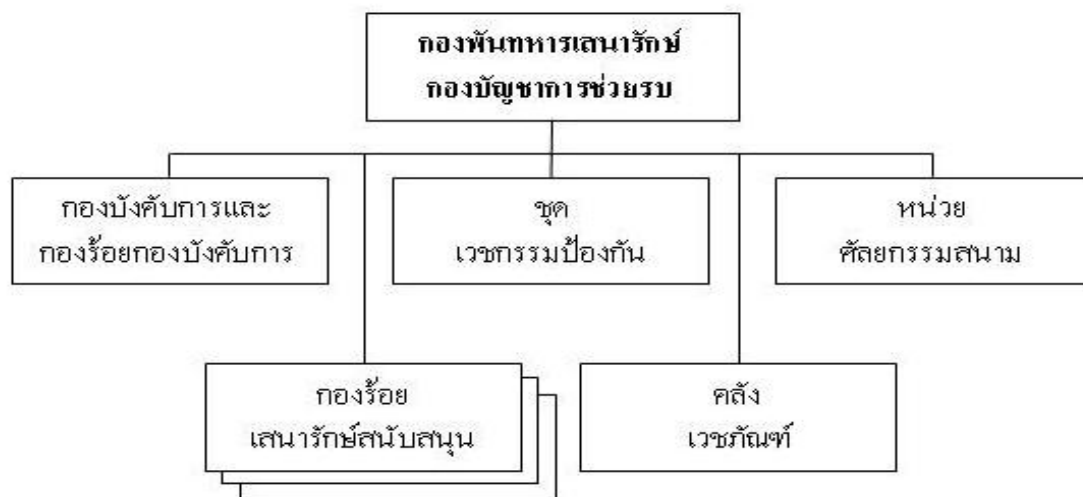 กองพันทหารเสนารักษ์
กองบัญชาการช่วยรบ
กองบังคับการและ
กองร้อยกองบังคับการ
ชุด
เวชกรรมป้องกัน
หน่วย
ศัลยกรรมสนาม
กองร้อย
เสนารักษ์สนับสนุน
คลัง
เวชภัณฑ์